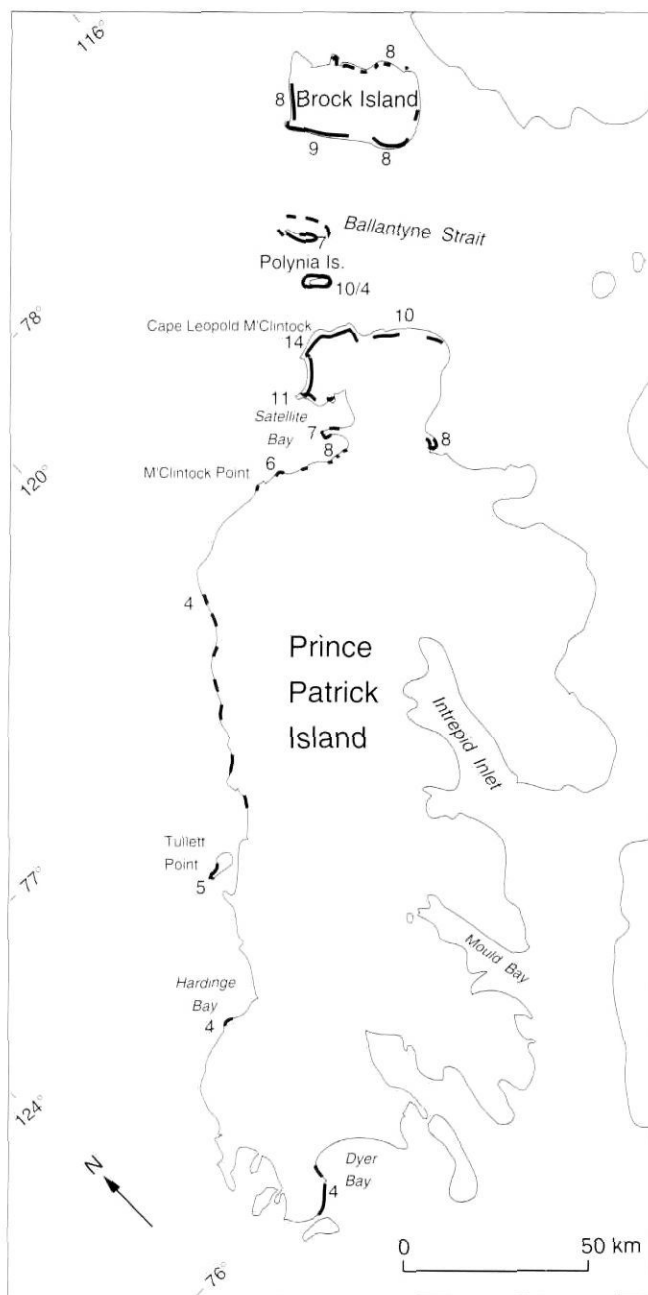 116°
8
Brock Island
8
9
8
Ballantyne Strait
7
Polynia Is.
10/4
78°
Cape Leopold M'Clintock
10
14
11
Satellite
Bay
7
8
8
6
M'Clintock Point
120°
4
Prince
Patrick
Island
Intrepid Inlet
Tullett
Point
5
77°
Mould Bay
Hardinge
Bay
4
124°
Dyer
Bay
4
N
0 50 km
76°